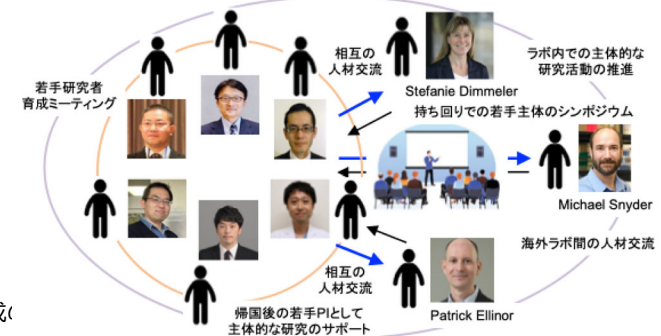 相互の
人材交流
Stefanie Dimmeler
ラボ内での主体的な
研究活動の推進
若手研究者
育成ミーティング
持ち回りでの若手主体のシンポジウム
Michael Snyder
海外ラボ間の人材交流
相互の
人材交流
Patrick Ellinor
帰国後の若手PIとして
主体的な研究のサポート